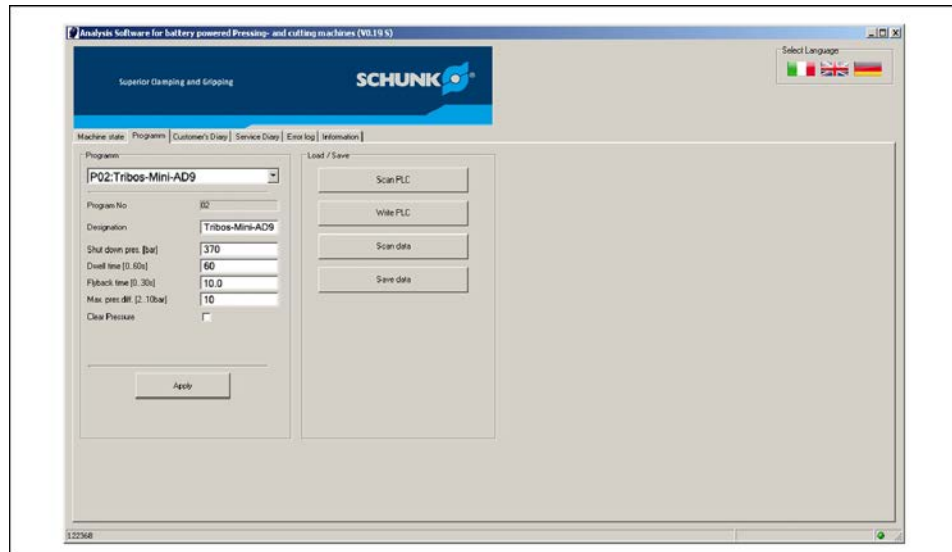 Analysis Software for battery powered Pressing- and cutting machines (V0.19 S)
Select Language
Superior Clamping and Gripping
SCHUNK
Machine state Programm Customer's Diary Service Diary Error log Information
Programm
P02:Tribos-Mini-AD9
Program No 02
Designation Tribos-Mini-AD9
Shut down pres. [bar] 370
Dwell time [0..60s] 60
Flyback time [0..30s] 10.0
Max. pres.diff. [2..10bar] 10
Clear Pressure
Apply
Load / Save
Scan PLC
Write PLC
Scan data
Save data
122368